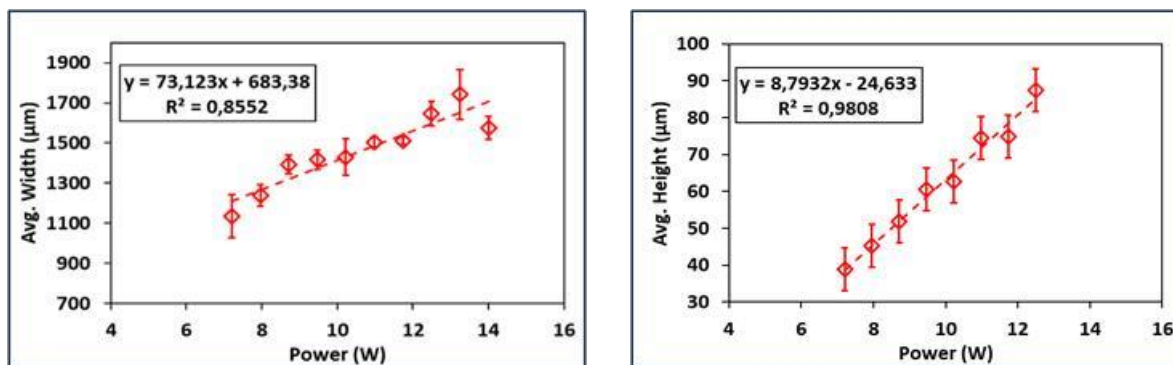 1900
1700
1500
1300
1100
900
700
y = 73,123x + 683,38
R² = 0,8552
Avg. Width (µm)
4 6 8 10 12 14 16
Power (W)
100
90
80
70
60
50
40
30
y = 8,7932x - 24,633
R² = 0,9808
Avg. Height (µm)
4 6 8 10 12 14 16
Power (W)